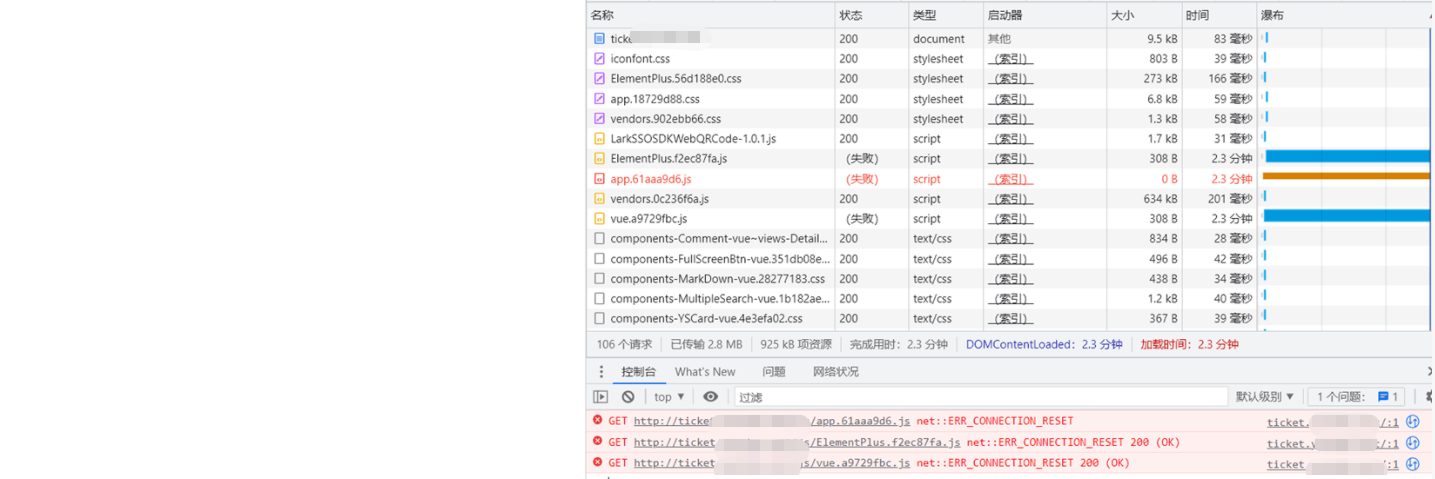 名称 状态 类型 启动器 大小 时间 瀑布
ticke 200 document 其他 9.5 kB 83 毫秒
iconfont.css 200 stylesheet （索引） 803 B 39 毫秒
ElementPlus.56d188e0.css 200 stylesheet （索引） 273 kB 166 毫秒
app.18729d88.css 200 stylesheet （索引） 6.8 kB 59 毫秒
vendors.902ebb66.css 200 stylesheet （索引） 1.3 kB 58 毫秒
LarkSSOSDKWebQRCode-1.0.1.js 200 script （索引） 1.7 kB 31 毫秒
ElementPlus.f2ec87fa.js （失败） script （索引） 308 B 2.3 分钟
app.61aaa9d6.js （失败） script （索引） 0 B 2.3 分钟
vendors.0c236f6a.js 200 script （索引） 634 kB 201 毫秒
vue.a9729fbc.js （失败） script （索引） 308 B 2.3 分钟
components-Comment-vue~views-Detail... 200 text/css （索引） 834 B 28 毫秒
components-FullScreenBtn-vue.351db08e... 200 text/css （索引） 496 B 42 毫秒
components-MarkDown-vue.28277183.css 200 text/css （索引） 438 B 34 毫秒
components-MultipleSearch-vue.1b182ae... 200 text/css （索引） 1.2 kB 40 毫秒
components-YSCard-vue.4e3efa02.css 200 text/css （索引） 367 B 39 毫秒
106 个请求 已传输 2.8 MB 925 kB 项资源 完成用时：2.3 分钟 DOMContentLoaded：2.3 分钟 加载时间：2.3 分钟
控制台 What's New 问题 网络状况
top ▼ 过滤 默认级别 ▼ 1 个问题： 1
GET http://ticket /app.61aaa9d6.js net::ERR_CONNECTION_RESET ticket. /:1
GET http://ticket s/ElementPlus.f2ec87fa.js net::ERR_CONNECTION_RESET 200 (OK) ticket. /:1
GET http://ticket s/vue.a9729fbc.js net::ERR_CONNECTION_RESET 200 (OK) ticket. /:1